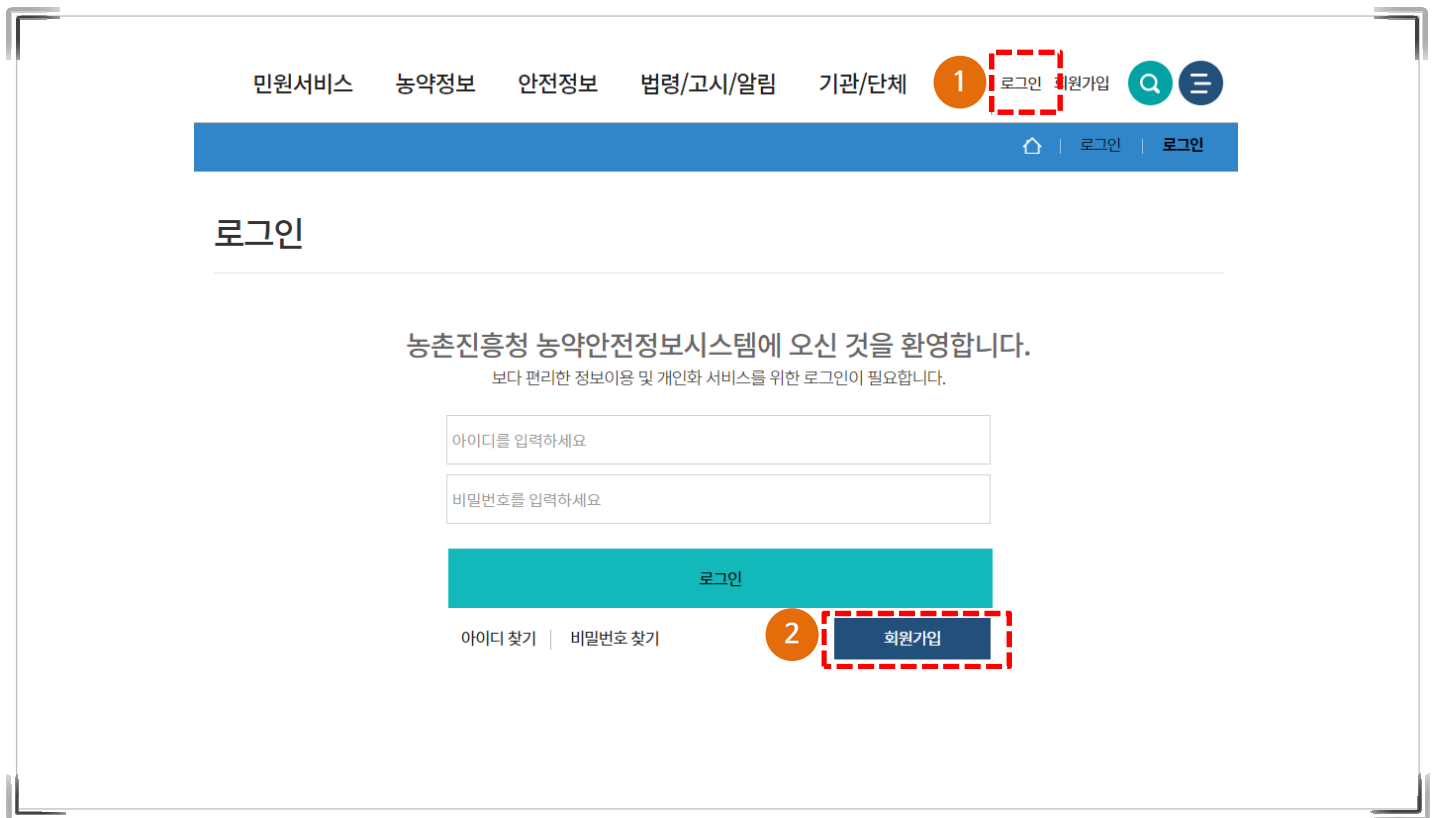 민원서비스 농약정보 안전정보 법령/고시/알림 기관/단체 1 로그인 회원가입
로그인 로그인
로그인
농촌진흥청 농약안전정보시스템에 오신 것을 환영합니다.
보다 편리한 정보이용 및 개인화 서비스를 위한 로그인이 필요합니다.
아이디를 입력하세요
비밀번호를 입력하세요
로그인
아이디 찾기 비밀번호 찾기 2 회원가입